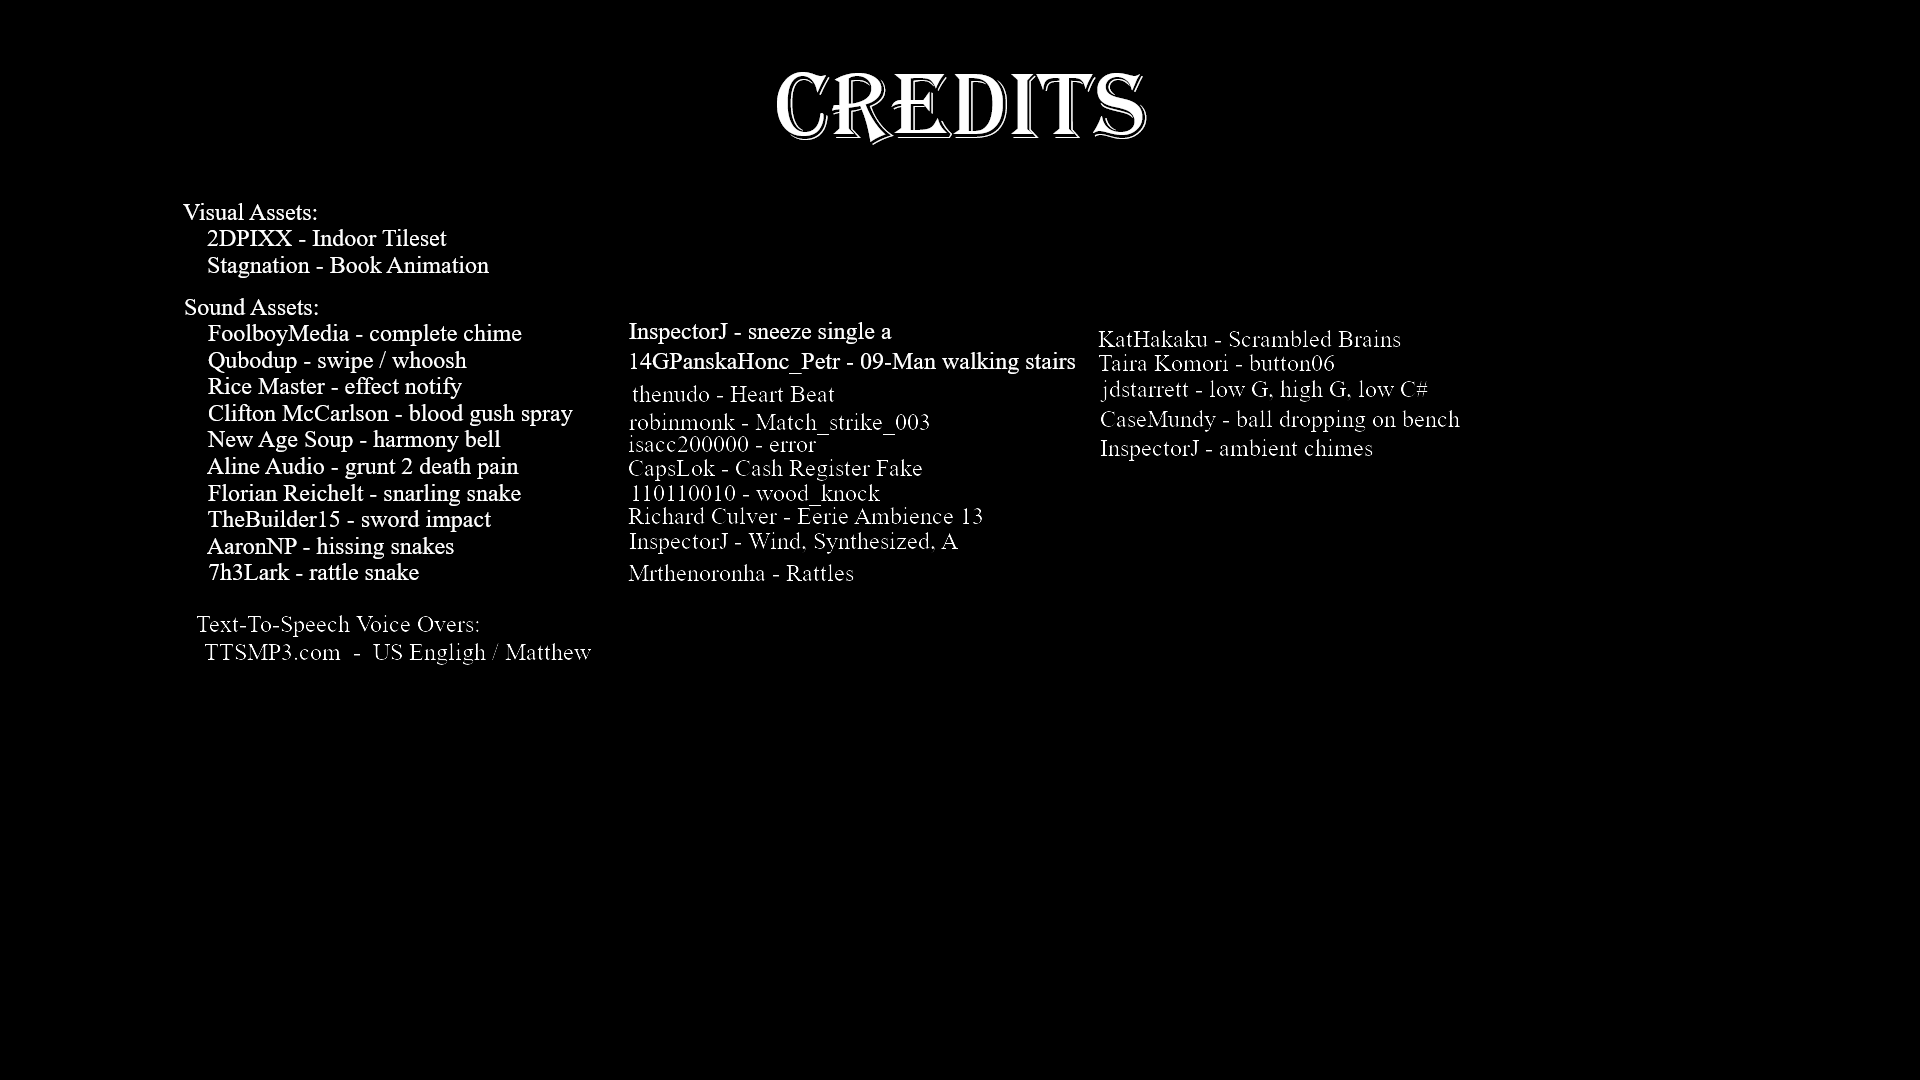 CREDITS
Visual Assets:
2DPIXX - Indoor Tileset
Stagnation - Book Animation
Sound Assets:
FoolboyMedia - complete chime
Qubodup - swipe / whoosh
Rice Master - effect notify
Clifton McCarlson - blood gush spray
New Age Soup - harmony bell
Aline Audio - grunt 2 death pain
Florian Reichelt - snarling snake
TheBuilder15 - sword impact
AaronNP - hissing snakes
7h3Lark - rattle snake
InspectorJ - sneeze single a
14GPanskaHonc_Petr - 09-Man walking stairs
thenudo - Heart Beat
robinmonk - Match_strike_003
isacc200000 - error
CapsLok - Cash Register Fake
110110010 - wood_knock
Richard Culver - Eerie Ambience 13
InspectorJ - Wind, Synthesized, A
Mrthenoronha - Rattles
KatHakaku - Scrambled Brains
Taira Komori - button06
jdstarrett - low G, high G, low C#
CaseMundy - ball dropping on bench
InspectorJ - ambient chimes
Text-To-Speech Voice Overs:
TTSMP3.com - US Engligh / Matthew